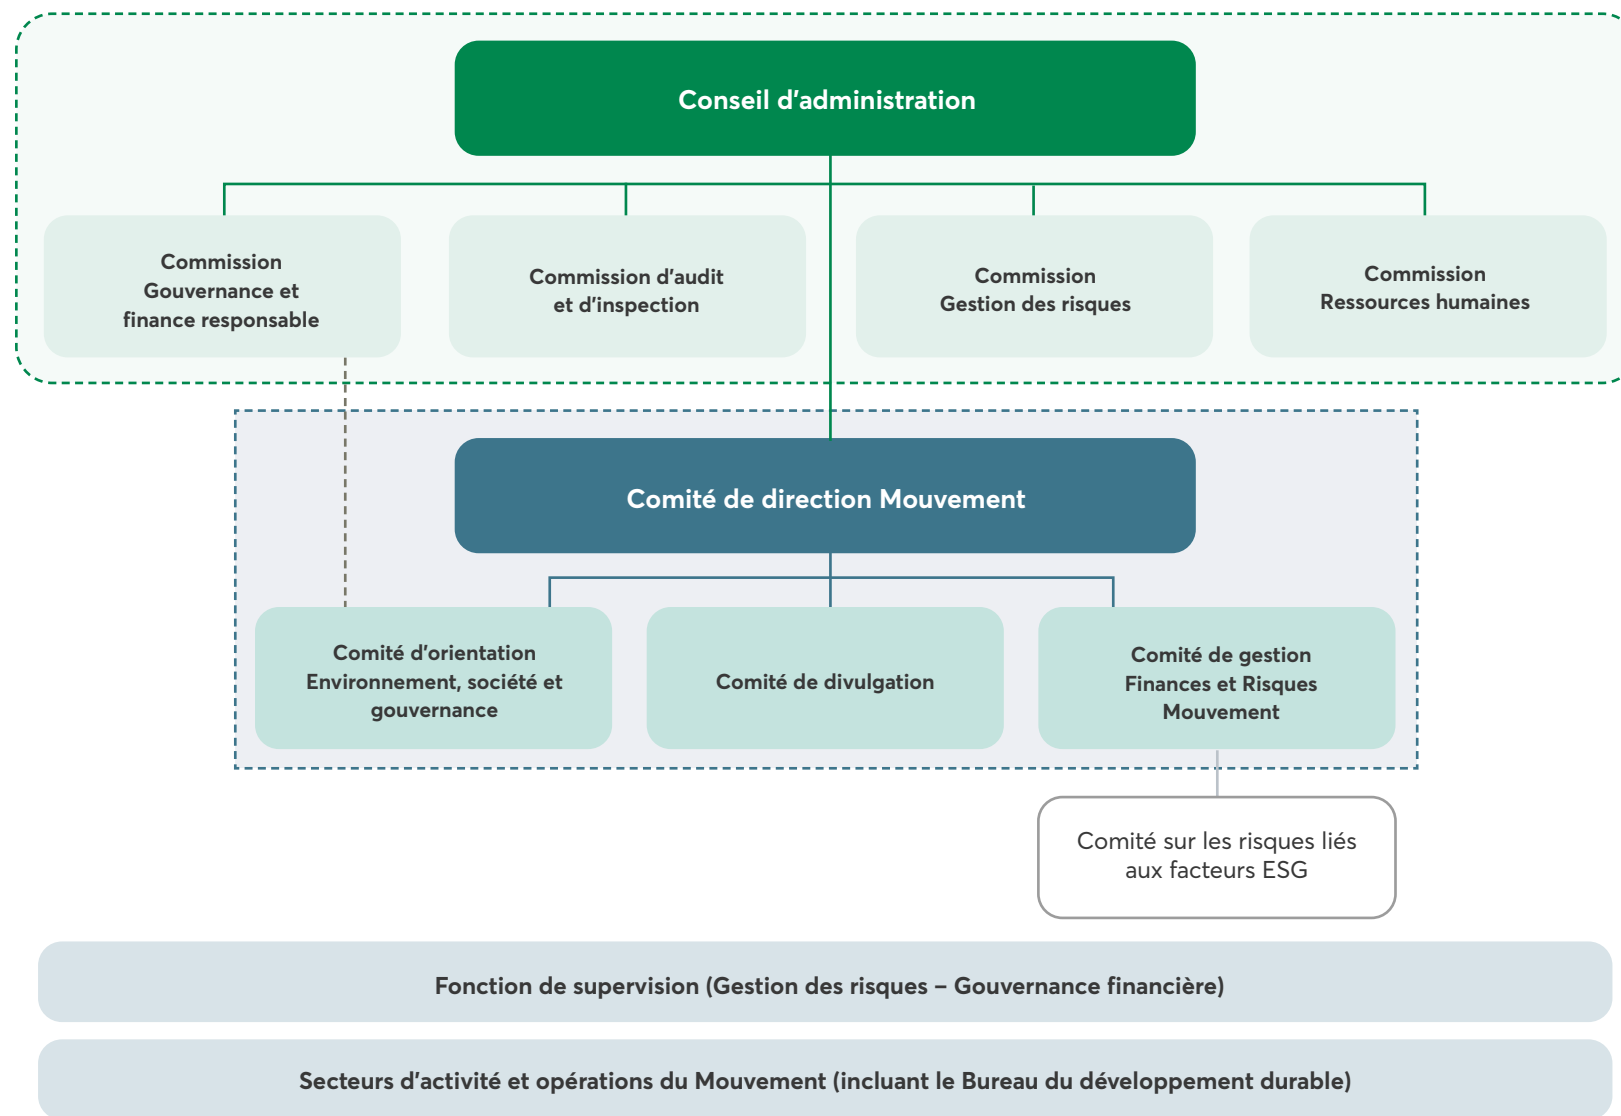 Conseil d'administration
Commission
Gouvernance et
finance responsable
Commission d'audit
et d'inspection
Commission
Gestion des risques
Commission
Ressources humaines
Comité de direction Mouvement
Comité d'orientation
Environnement, société et
gouvernance
Comité de divulgation
Comité de gestion
Finances et Risques
Mouvement
Comité sur les risques liés
aux facteurs ESG
Fonction de supervision (Gestion des risques – Gouvernance financière)
Secteurs d'activité et opérations du Mouvement (incluant le Bureau du développement durable)